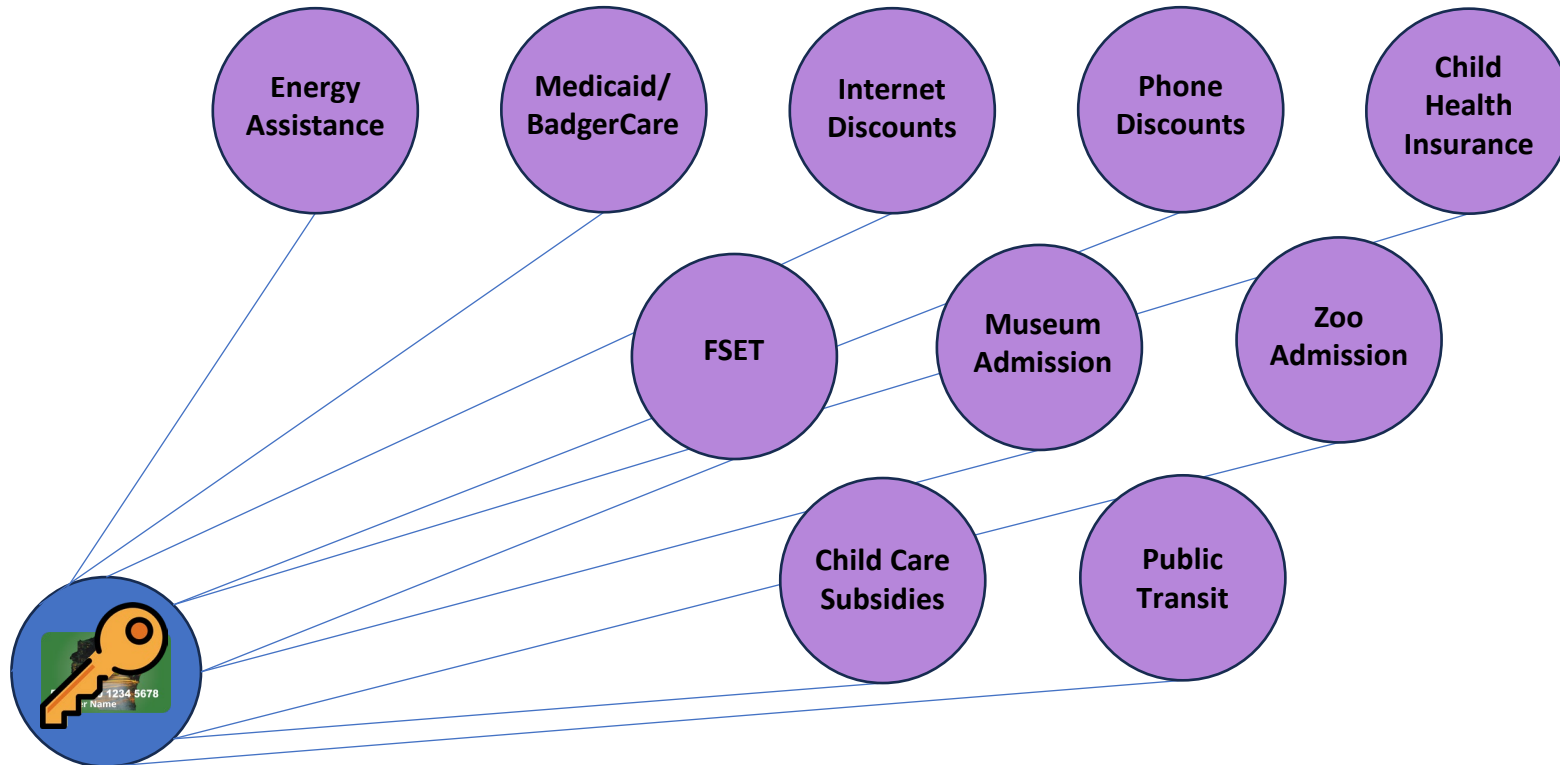 Energy
Assistance
Medicaid/
BadgerCare
Internet
Discounts
Phone
Discounts
Child
Health
Insurance
FSET
Museum
Admission
Zoo
Admission
Child Care
Subsidies
Public
Transit
1234 5678
Name